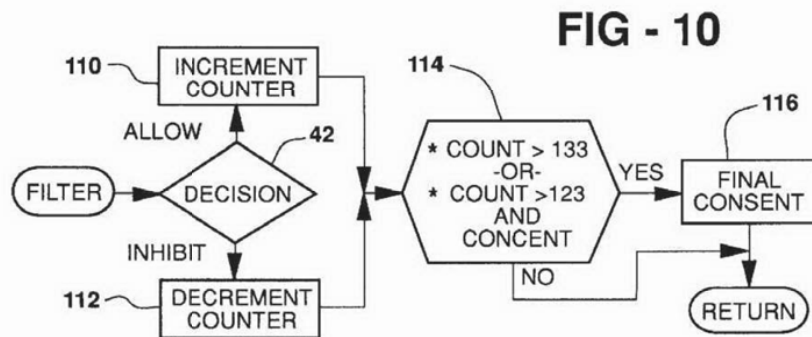 FIG - 10
110
INCREMENT
COUNTER
ALLOW
42
FILTER
DECISION
INHIBIT
112
DECREMENT
COUNTER
114
* COUNT > 133
-OR-
* COUNT >123
AND
CONCENT
YES
NO
116
FINAL
CONSENT
RETURN